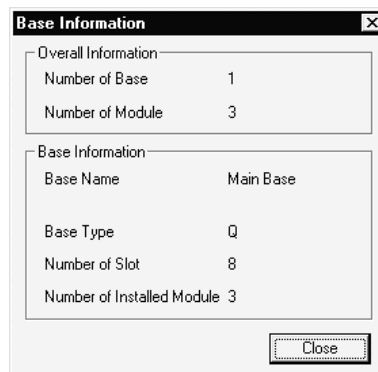 Base Information
Overall Information
Number of Base 1
Number of Module 3
Base Information
Base Name Main Base
Base Type Q
Number of Slot 8
Number of Installed Module 3
Close